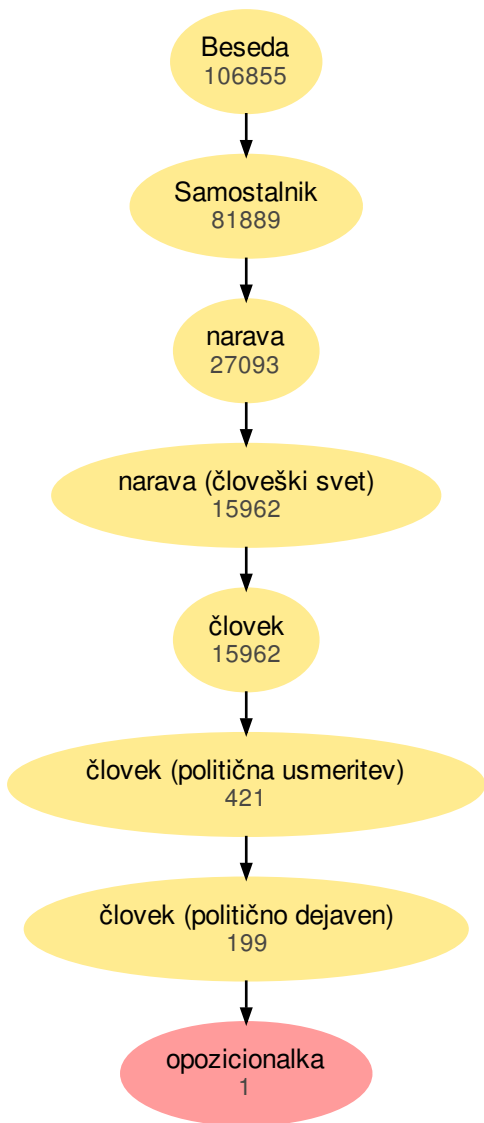 Beseda
106855
Samostalnik
81889
narava
27093
narava (človeški svet)
15962
človek
15962
človek (politična usmeritev)
421
človek (politično dejaven)
199
opozicionalka
1